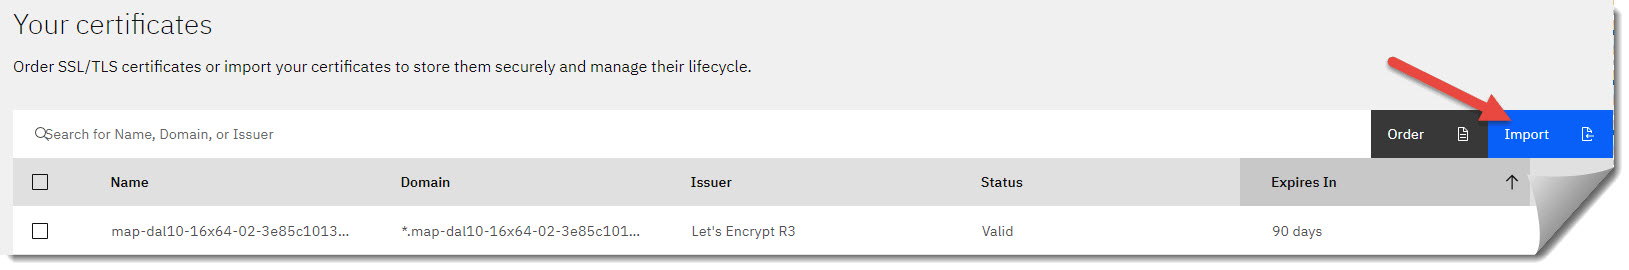 Your certificates
Order SSL/TLS certificates or import your certificates to store them securely and manage their lifecycle.
Search for Name, Domain, or Issuer Order Import
Name Domain Issuer Status Expires In
map-dal10-16x64-02-3e85c1013... *.map-dal10-16x64-02-3e85c101... Let's Encrypt R3 Valid 90 days